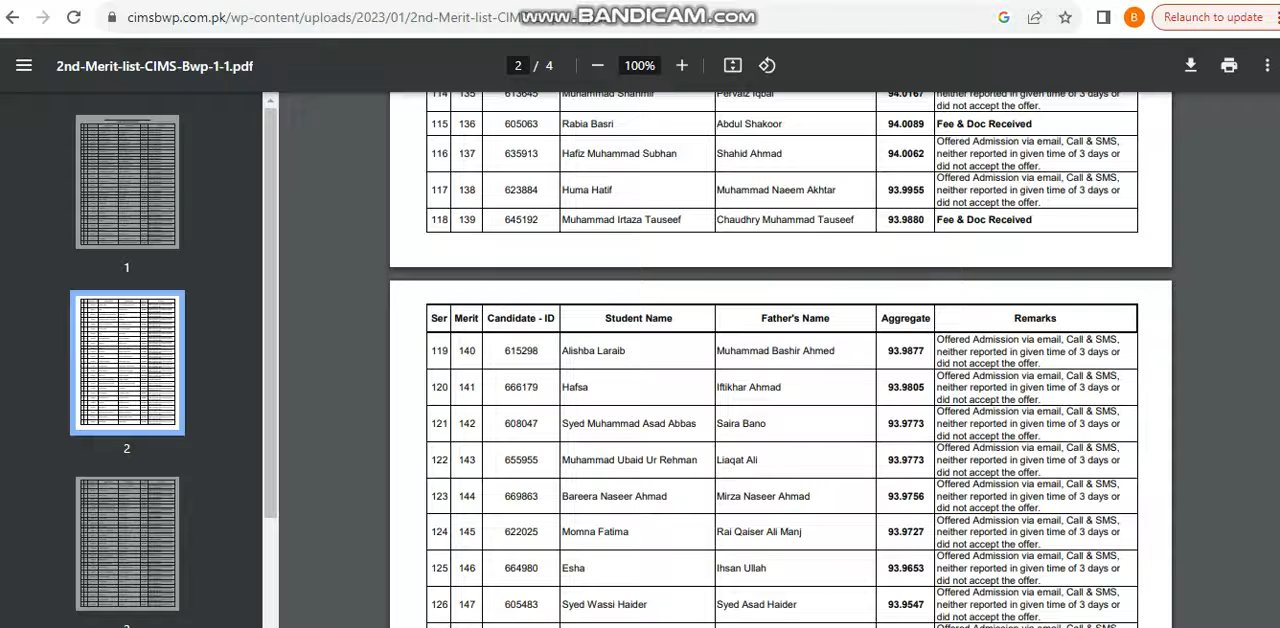 cimsbwp.com.pk/wp-content/uploads/2023/01/2nd-Merit-list-CIM
www.BANDICAM.com
B
Relaunch to update
2nd-Merit-list-CIMS-Bwp-1-1.pdf
2 / 4
100%
1
2
114 135 613645 Muhammad Shahmir Pervaiz Iqbal 94.0167 neither reported in given time of 3 days or
did not accept the offer.
115 136 605063 Rabia Basri Abdul Shakoor 94.0089 Fee & Doc Received
116 137 635913 Hafiz Muhammad Subhan Shahid Ahmad 94.0062 Offered Admission via email, Call & SMS,
neither reported in given time of 3 days or
did not accept the offer.
117 138 623884 Huma Hatif Muhammad Naeem Akhtar 93.9955 Offered Admission via email, Call & SMS,
neither reported in given time of 3 days or
did not accept the offer.
118 139 645192 Muhammad Irtaza Tauseef Chaudhry Muhammad Tauseef 93.9880 Fee & Doc Received
Ser Merit Candidate - ID Student Name Father's Name Aggregate Remarks
119 140 615298 Alishba Laraib Muhammad Bashir Ahmed 93.9877 Offered Admission via email, Call & SMS,
neither reported in given time of 3 days or
did not accept the offer.
120 141 666179 Hafsa Iftikhar Ahmad 93.9805 Offered Admission via email, Call & SMS,
neither reported in given time of 3 days or
did not accept the offer.
121 142 608047 Syed Muhammad Asad Abbas Saira Bano 93.9773 Offered Admission via email, Call & SMS,
neither reported in given time of 3 days or
did not accept the offer.
122 143 655955 Muhammad Ubaid Ur Rehman Liaqat Ali 93.9773 Offered Admission via email, Call & SMS,
neither reported in given time of 3 days or
did not accept the offer.
123 144 669863 Bareera Naseer Ahmad Mirza Naseer Ahmad 93.9756 Offered Admission via email, Call & SMS,
neither reported in given time of 3 days or
did not accept the offer.
124 145 622025 Momna Fatima Rai Qaiser Ali Manj 93.9727 Offered Admission via email, Call & SMS,
neither reported in given time of 3 days or
did not accept the offer.
125 146 664980 Esha Ihsan Ullah 93.9653 Offered Admission via email, Call & SMS,
neither reported in given time of 3 days or
did not accept the offer.
126 147 605483 Syed Wassi Haider Syed Asad Haider 93.9547 Offered Admission via email, Call & SMS,
neither reported in given time of 3 days or
did not accept the offer.
Offered Admission via email, Call & SMS,